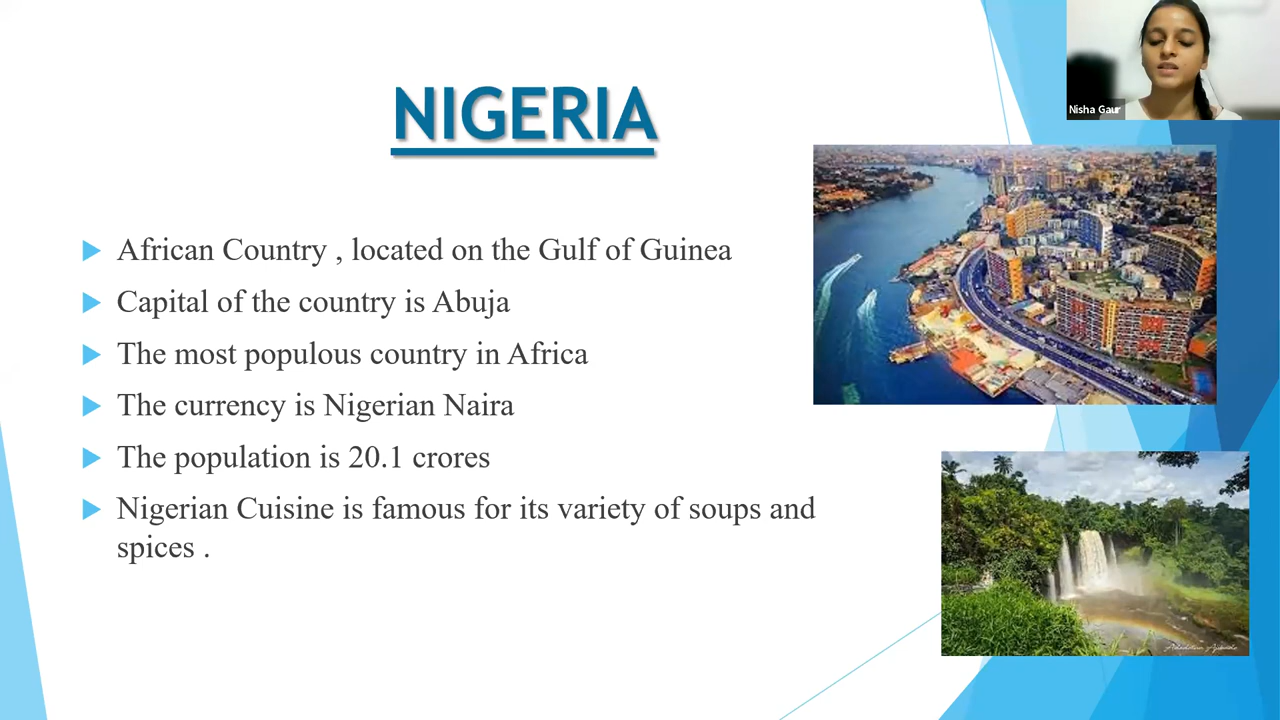 Nisha Gaur
NIGERIA
African Country , located on the Gulf of Guinea
Capital of the country is Abuja
The most populous country in Africa
The currency is Nigerian Naira
The population is 20.1 crores
Nigerian Cuisine is famous for its variety of soups and
spices .